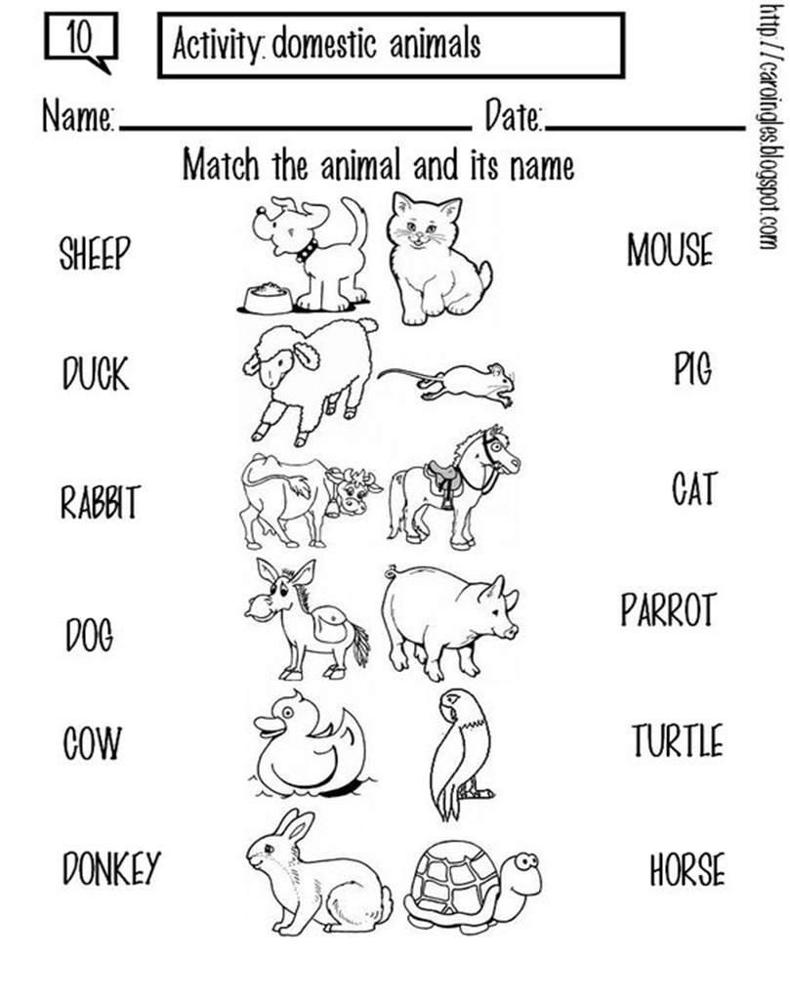 10
Activity: domestic animals
http://caroingles.blogspot.com
Name: Date:
Match the animal and its name
SHEEP
MOUSE
DUCK
PIG
RABBIT
CAT
DOG
PARROT
COW
TURTLE
DONKEY
HORSE